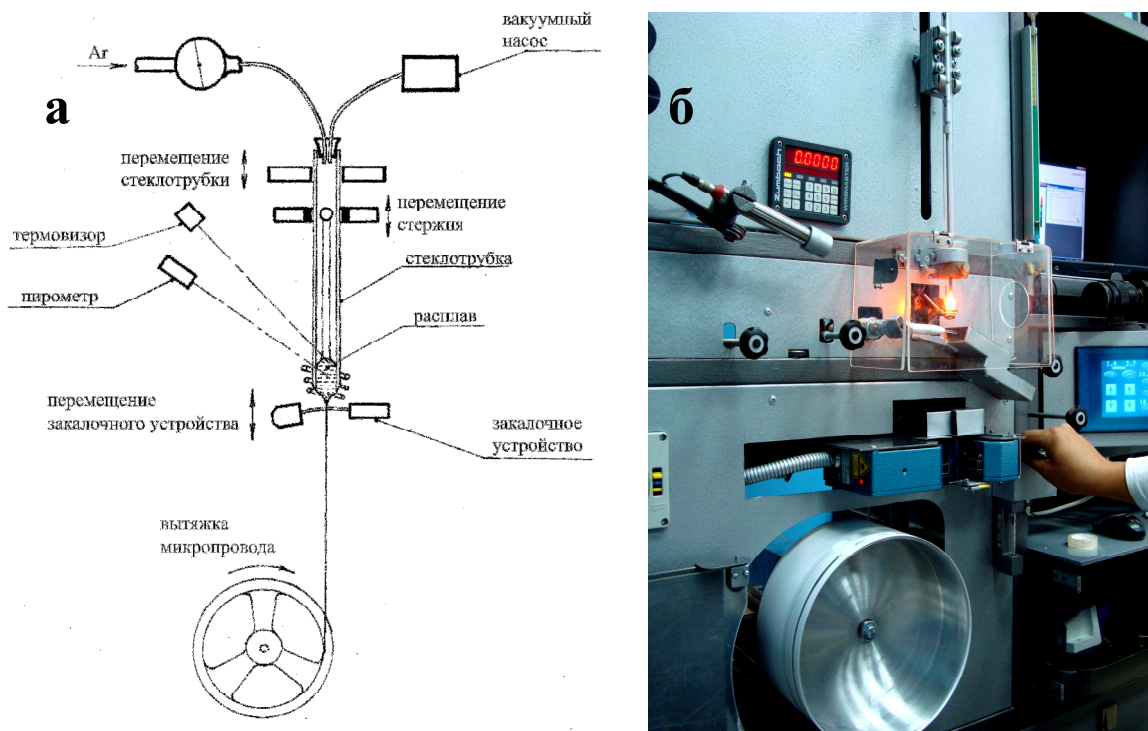 Ar
вакуумный
насос
а
перемещение
стеклотрубки
перемещение
стержня
термовизор
стеклотрубка
пирометр
расплав
перемещение
закалочного устройства
закалочное
устройство
вытяжка
микропровода
б
0.0000
Zumbach
WIREMASTER